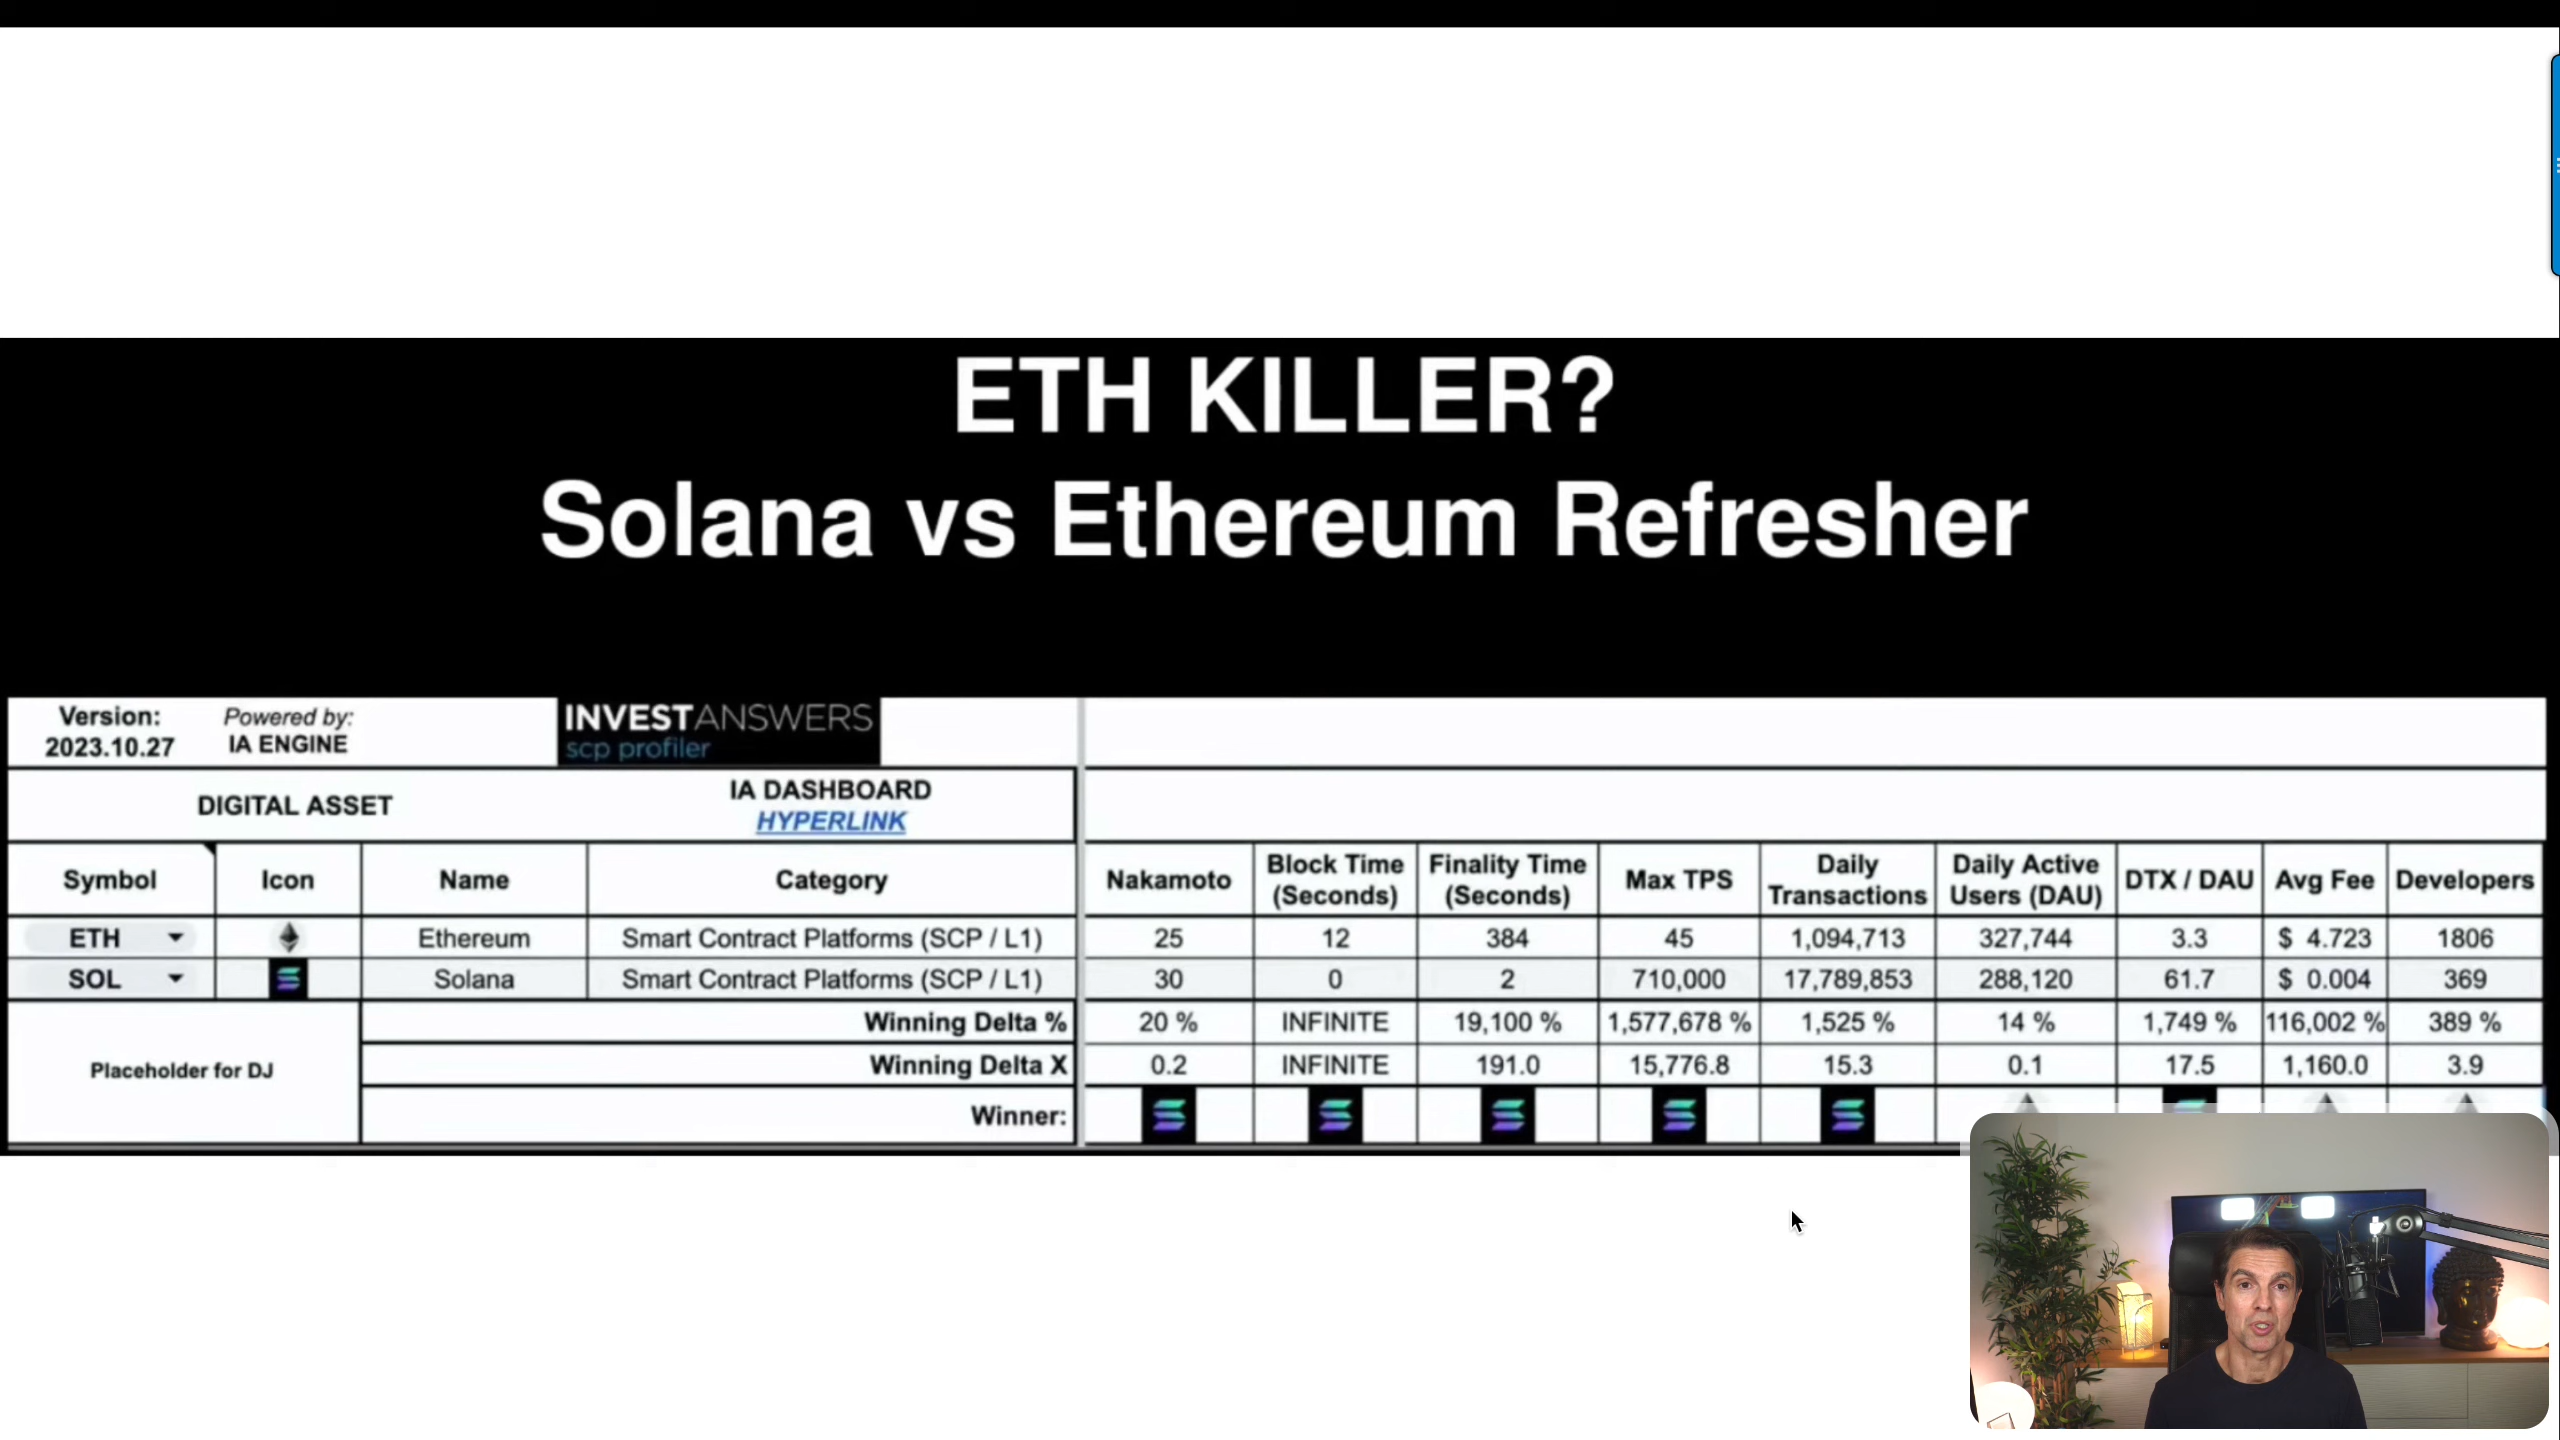 ETH KILLER?
Solana vs Ethereum Refresher
Version:
2023.10.27
Powered by:
IA ENGINE
INVESTANSWERS
scp profiler
DIGITAL ASSET
IA DASHBOARD
HYPERLINK
Symbol Icon Name Category Nakamoto Block Time (Seconds) Finality Time (Seconds) Max TPS Daily Transactions Daily Active Users (DAU) DTX / DAU Avg Fee Developers
ETH Ethereum Smart Contract Platforms (SCP / L1) 25 12 384 45 1,094,713 327,744 3.3 $ 4.723 1806
SOL Solana Smart Contract Platforms (SCP / L1) 30 0 2 710,000 17,789,853 288,120 61.7 $ 0.004 369
Placeholder for DJ
Winning Delta % 20 % INFINITE 19,100 % 1,577,678 % 1,525 % 14 % 1,749 % 116,002 % 389 %
Winning Delta X 0.2 INFINITE 191.0 15,776.8 15.3 0.1 17.5 1,160.0 3.9
Winner: